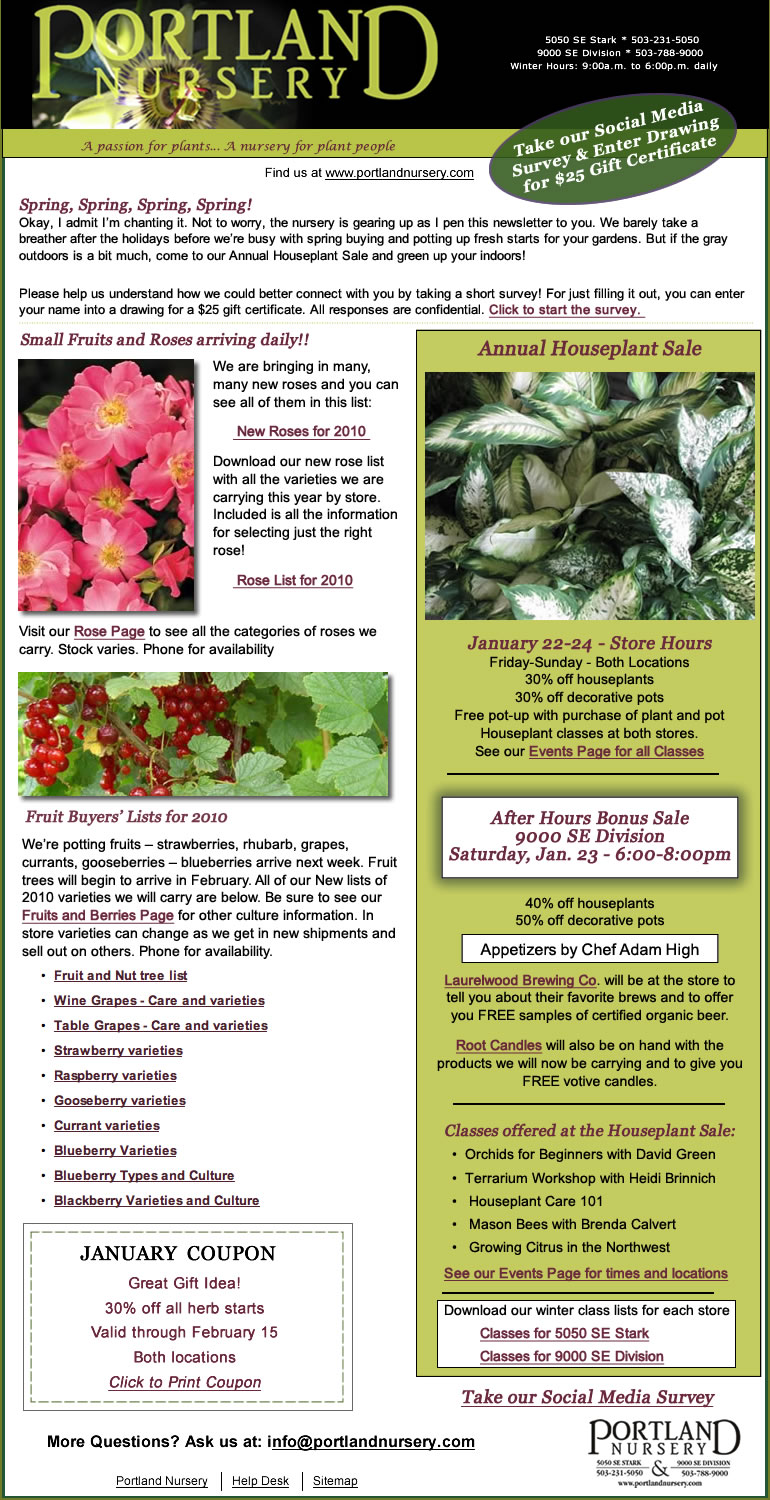 PORTLAND
NURSERY
5050 SE Stark * 503-231-5050
9000 SE Division * 503-788-9000
Winter Hours: 9:00a.m. to 6:00p.m. daily
A passion for plants... A nursery for plant people
Take our Social Media
Survey & Enter Drawing
for $25 Gift Certificate
Find us at www.portlandnursery.com
Spring, Spring, Spring, Spring!
Okay, I admit I'm chanting it. Not to worry, the nursery is gearing up as I pen this newsletter to you. We barely take a
breather after the holidays before we're busy with spring buying and potting up fresh starts for your gardens. But if the gray
outdoors is a bit much, come to our Annual Houseplant Sale and green up your indoors!
Please help us understand how we could better connect with you by taking a short survey! For just filling it out, you can enter
your name into a drawing for a $25 gift certificate. All responses are confidential. Click to start the survey.
Small Fruits and Roses arriving daily!!
We are bringing in many,
many new roses and you can
see all of them in this list:
New Roses for 2010
Download our new rose list
with all the varieties we are
carrying this year by store.
Included is all the information
for selecting just the right
rose!
Rose List for 2010
Visit our Rose Page to see all the categories of roses we
carry. Stock varies. Phone for availability
Fruit Buyers' Lists for 2010
We're potting fruits – strawberries, rhubarb, grapes,
currants, gooseberries – blueberries arrive next week. Fruit
trees will begin to arrive in February. All of our New lists of
2010 varieties we will carry are below. Be sure to see our
Fruits and Berries Page for other culture information. In
store varieties can change as we get in new shipments and
sell out on others. Phone for availability.
• Fruit and Nut tree list
• Wine Grapes - Care and varieties
• Table Grapes - Care and varieties
• Strawberry varieties
• Raspberry varieties
• Gooseberry varieties
• Currant varieties
• Blueberry Varieties
• Blueberry Types and Culture
• Blackberry Varieties and Culture
JANUARY COUPON
Great Gift Idea!
30% off all herb starts
Valid through February 15
Both locations
Click to Print Coupon
Annual Houseplant Sale
January 22-24 - Store Hours
Friday-Sunday - Both Locations
30% off houseplants
30% off decorative pots
Free pot-up with purchase of plant and pot
Houseplant classes at both stores.
See our Events Page for all Classes
After Hours Bonus Sale
9000 SE Division
Saturday, Jan. 23 - 6:00-8:00pm
40% off houseplants
50% off decorative pots
Appetizers by Chef Adam High
Laurelwood Brewing Co. will be at the store to
tell you about their favorite brews and to offer
you FREE samples of certified organic beer.
Root Candles will also be on hand with the
products we will now be carrying and to give you
FREE votive candles.
Classes offered at the Houseplant Sale:
• Orchids for Beginners with David Green
• Terrarium Workshop with Heidi Brinnich
• Houseplant Care 101
• Mason Bees with Brenda Calvert
• Growing Citrus in the Northwest
See our Events Page for times and locations
Download our winter class lists for each store
Classes for 5050 SE Stark
Classes for 9000 SE Division
Take our Social Media Survey
More Questions? Ask us at: info@portlandnursery.com
Portland Nursery | Help Desk | Sitemap
PORTLAND
NURSERY
5050 SE STARK & 9000 SE DIVISION
503-231-5050 503-788-9000
www.portlandnursery.com